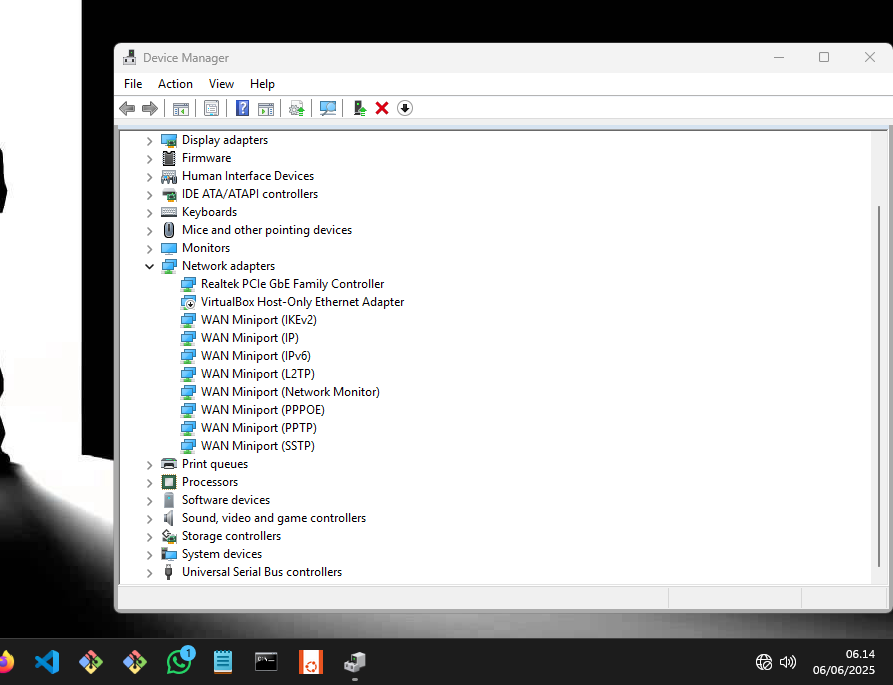 Device Manager
File Action View Help
Display adapters
Firmware
Human Interface Devices
IDE ATA/ATAPI controllers
Keyboards
Mice and other pointing devices
Monitors
Network adapters
Realtek PCIe GbE Family Controller
VirtualBox Host-Only Ethernet Adapter
WAN Miniport (IKEv2)
WAN Miniport (IP)
WAN Miniport (IPv6)
WAN Miniport (L2TP)
WAN Miniport (Network Monitor)
WAN Miniport (PPPOE)
WAN Miniport (PPTP)
WAN Miniport (SSTP)
Print queues
Processors
Software devices
Sound, video and game controllers
Storage controllers
System devices
Universal Serial Bus controllers
1
06.14
06/06/2025